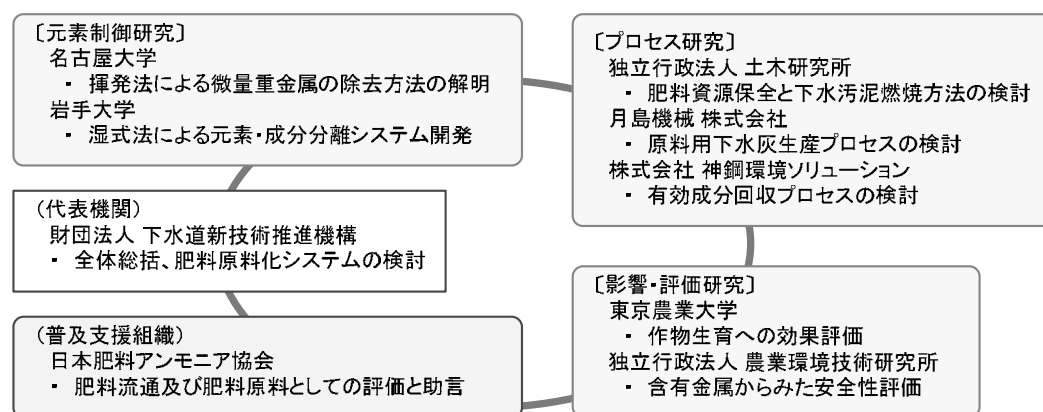 〔元素制御研究〕
名古屋大学
・ 揮発法による微量重金属の除去方法の解明
岩手大学
・ 湿式法による元素・成分分離システム開発
（代表機関）
財団法人 下水道新技術推進機構
・ 全体総括、肥料原料化システムの検討
（普及支援組織）
日本肥料アンモニア協会
・ 肥料流通及び肥料原料としての評価と助言
〔プロセス研究〕
独立行政法人 土木研究所
・ 肥料資源保全と下水汚泥燃焼方法の検討
月島機械 株式会社
・ 原料用下水灰生産プロセスの検討
株式会社 神鋼環境ソリューション
・ 有効成分回収プロセスの検討
〔影響・評価研究〕
東京農業大学
・ 作物生育への効果評価
独立行政法人 農業環境技術研究所
・ 含有金属からみた安全性評価